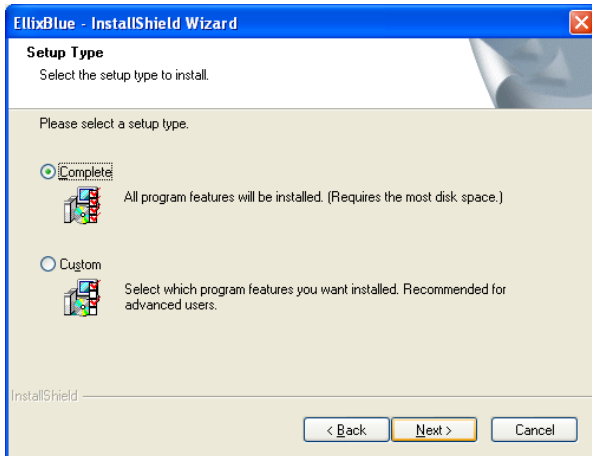 EllixBlue - InstallShield Wizard
Setup Type
Select the setup type to install.
Please select a setup type.
Complete
All program features will be installed. (Requires the most disk space.)
Custom
Select which program features you want installed. Recommended for
advanced users.
InstallShield
< Back
Next >
Cancel